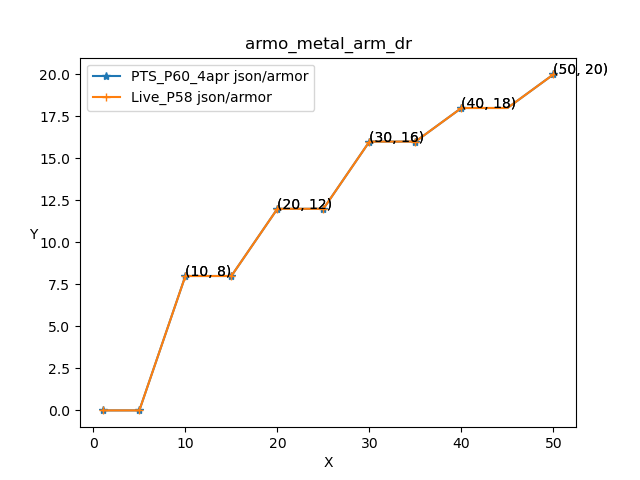 armo_metal_arm_dr
PTS_P60_4apr json/armor
Live_P58 json/armor
(50, 20)
(40, 18)
(30, 16)
(20, 12)
(10, 8)
Y
20.0
17.5
15.0
12.5
10.0
7.5
5.0
2.5
0.0
0 10 20 30 40 50
X